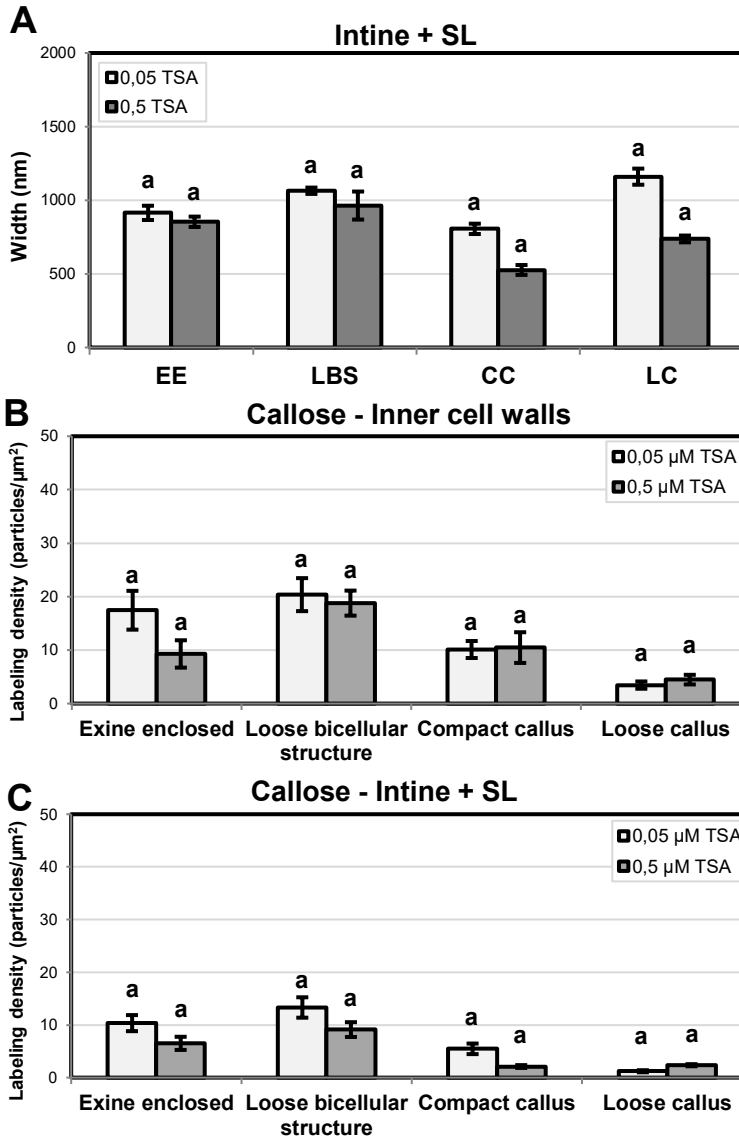 A
Intine + SL
2000
1500
1000
500
0
Width (nm)
0,05 TSA
0,5 TSA
a a a a a a a a
EE LBS CC LC
B
Callose - Inner cell walls
50
40
30
20
10
0
Labeling density (particles/µm²)
0,05 µM TSA
0,5 µM TSA
a a a a a a a a
Exine enclosed Loose bicellular Compact callus Loose callus
structure
C
Callose - Intine + SL
50
40
30
20
10
0
Labeling density (particles/µm²)
0,05 µM TSA
0,5 µM TSA
a a a a a a a a
Exine enclosed Loose bicellular Compact callus Loose callus
structure